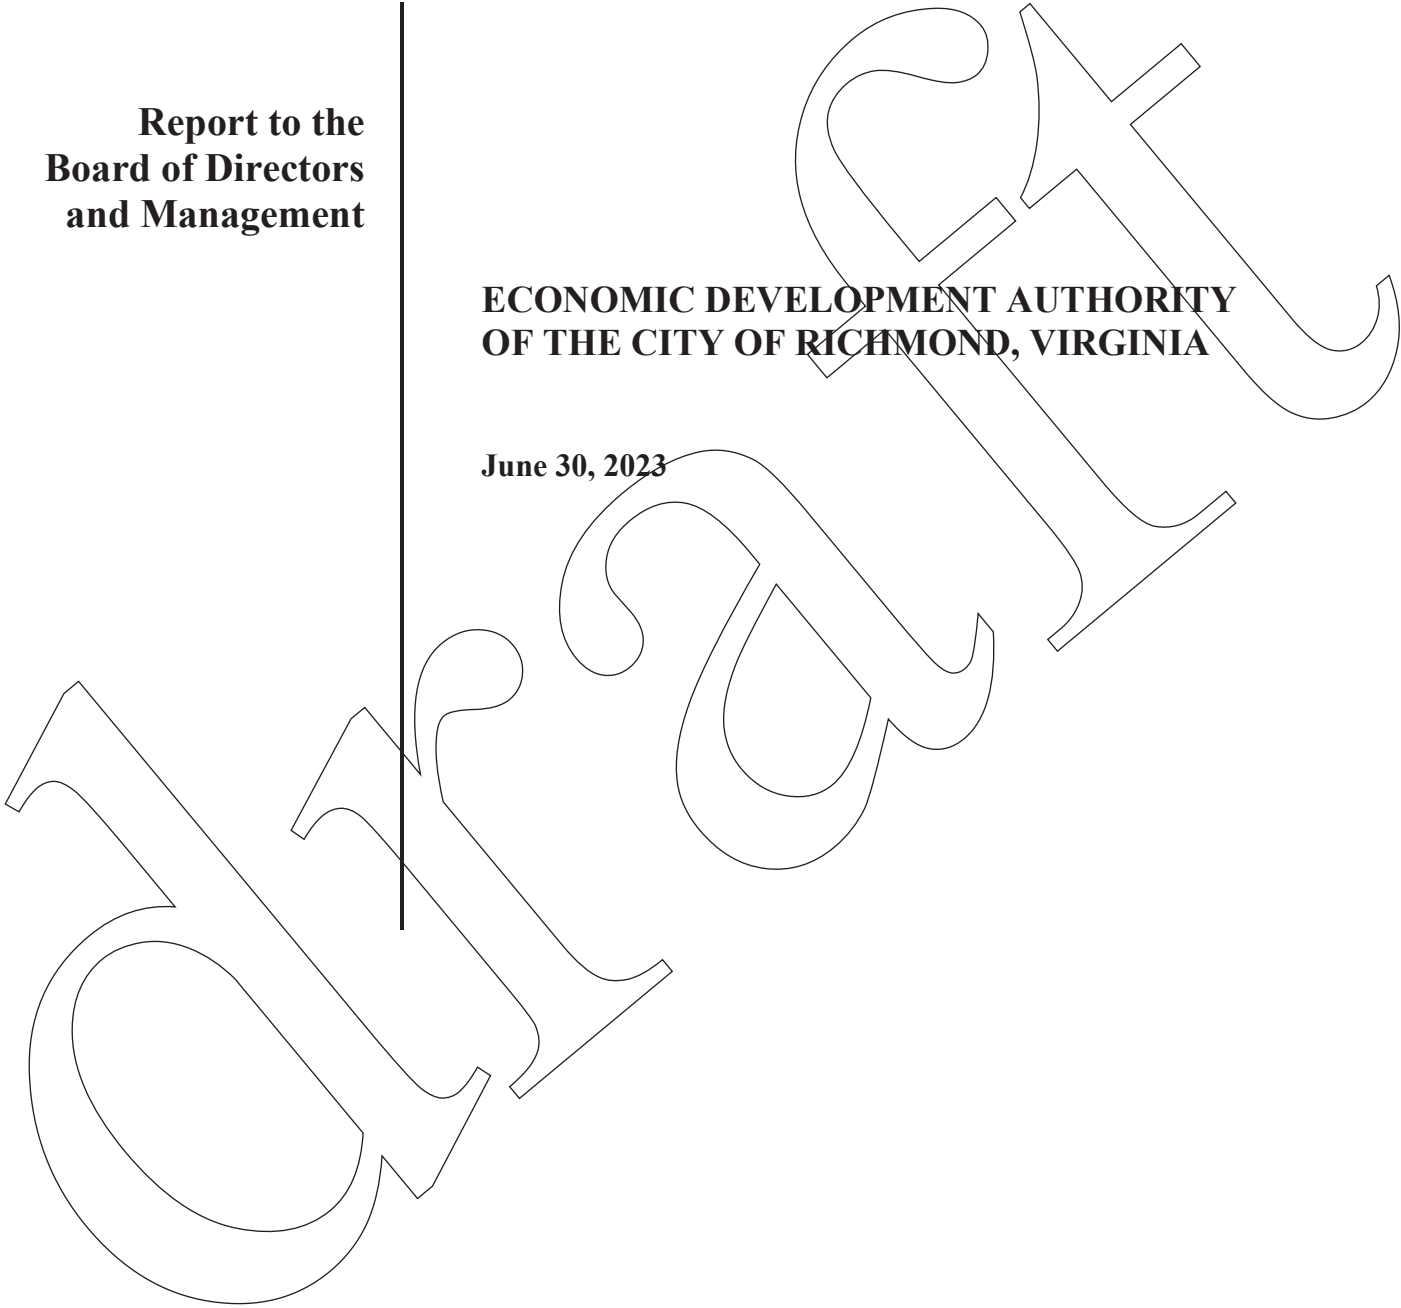 Report to the
Board of Directors
and Management
ECONOMIC DEVELOPMENT AUTHORITY
OF THE CITY OF RICHMOND, VIRGINIA
June 30, 2023
draft